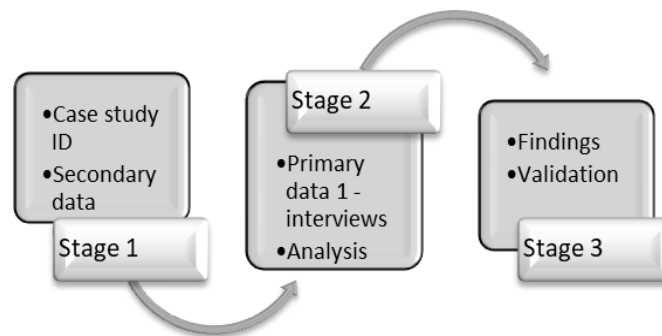 •Case study
ID
•Secondary
data
Stage 1
Stage 2
•Primary
data 1 -
interviews
•Analysis
•Findings
•Validation
Stage 3